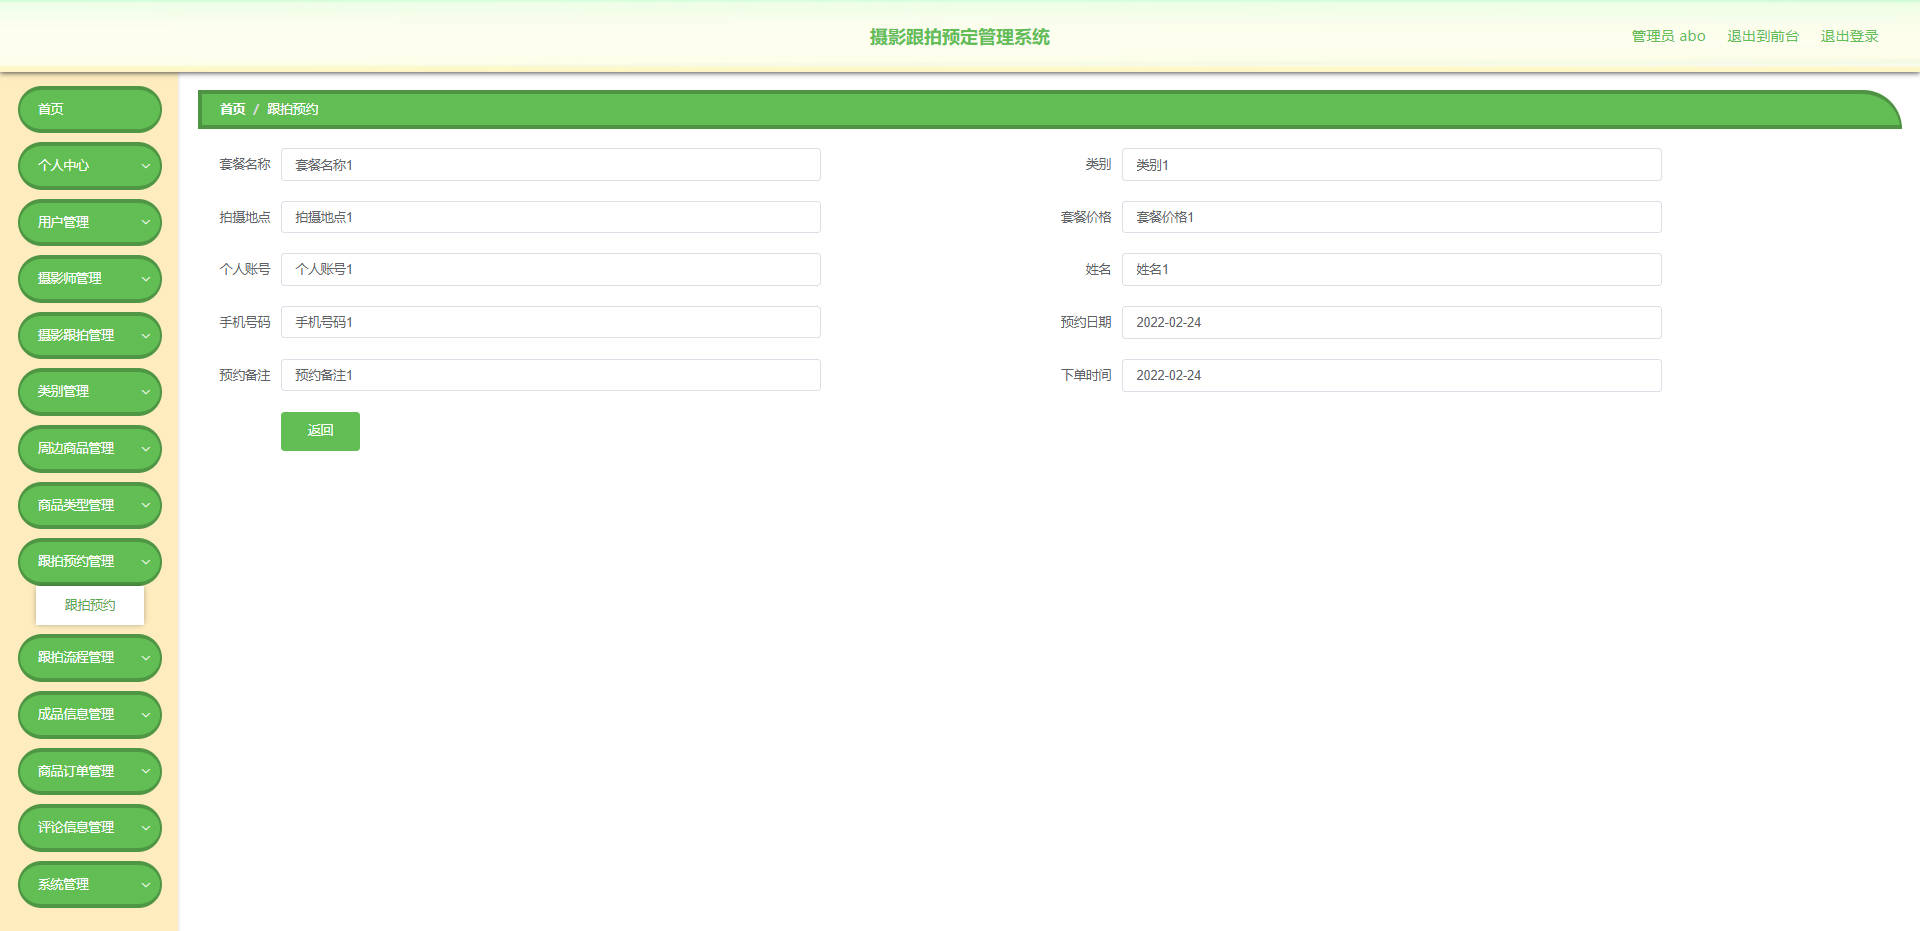 摄影跟拍预定管理系统
管理员 abo 退出到前台 退出登录
首页
个人中心
用户管理
摄影师管理
摄影跟拍管理
类别管理
周边商品管理
商品类型管理
跟拍预约管理
跟拍预约
跟拍流程管理
成品信息管理
商品订单管理
评论信息管理
系统管理
首页 / 跟拍预约
套餐名称 套餐名称1 类别 类别1
拍摄地点 拍摄地点1 套餐价格 套餐价格1
个人账号 个人账号1 姓名 姓名1
手机号码 手机号码1 预约日期 2022-02-24
预约备注 预约备注1 下单时间 2022-02-24
返回